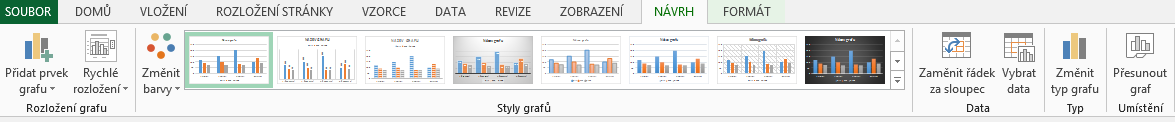 SOUBOR DOMŮ VLOŽENÍ ROZLOŽENÍ STRÁNKY VZORCE DATA REVIZE ZOBRAZENÍ NÁVRH FORMÁT
Přidat prvek grafu
Rychlé rozložení
Změnit barvy
Zaměnit řádek za sloupec
Vybrat data
Změnit typ grafu
Přesunout graf
Rozložení grafu
Styly grafů
Data
Typ
Umístění